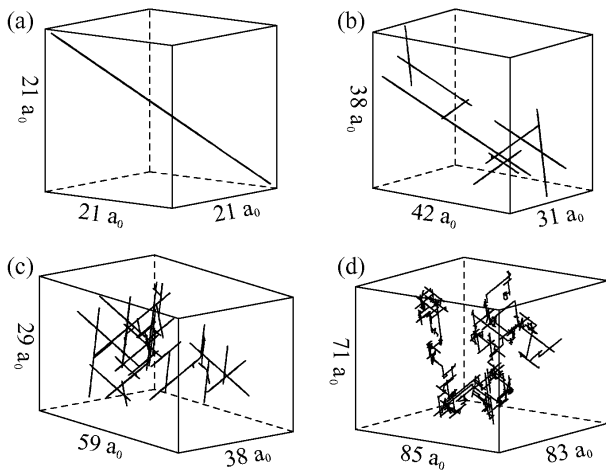 (a)
21 a₀
21 a₀
21 a₀
(b)
38 a₀
42 a₀
31 a₀
(c)
29 a₀
59 a₀
38 a₀
(d)
71 a₀
85 a₀
83 a₀